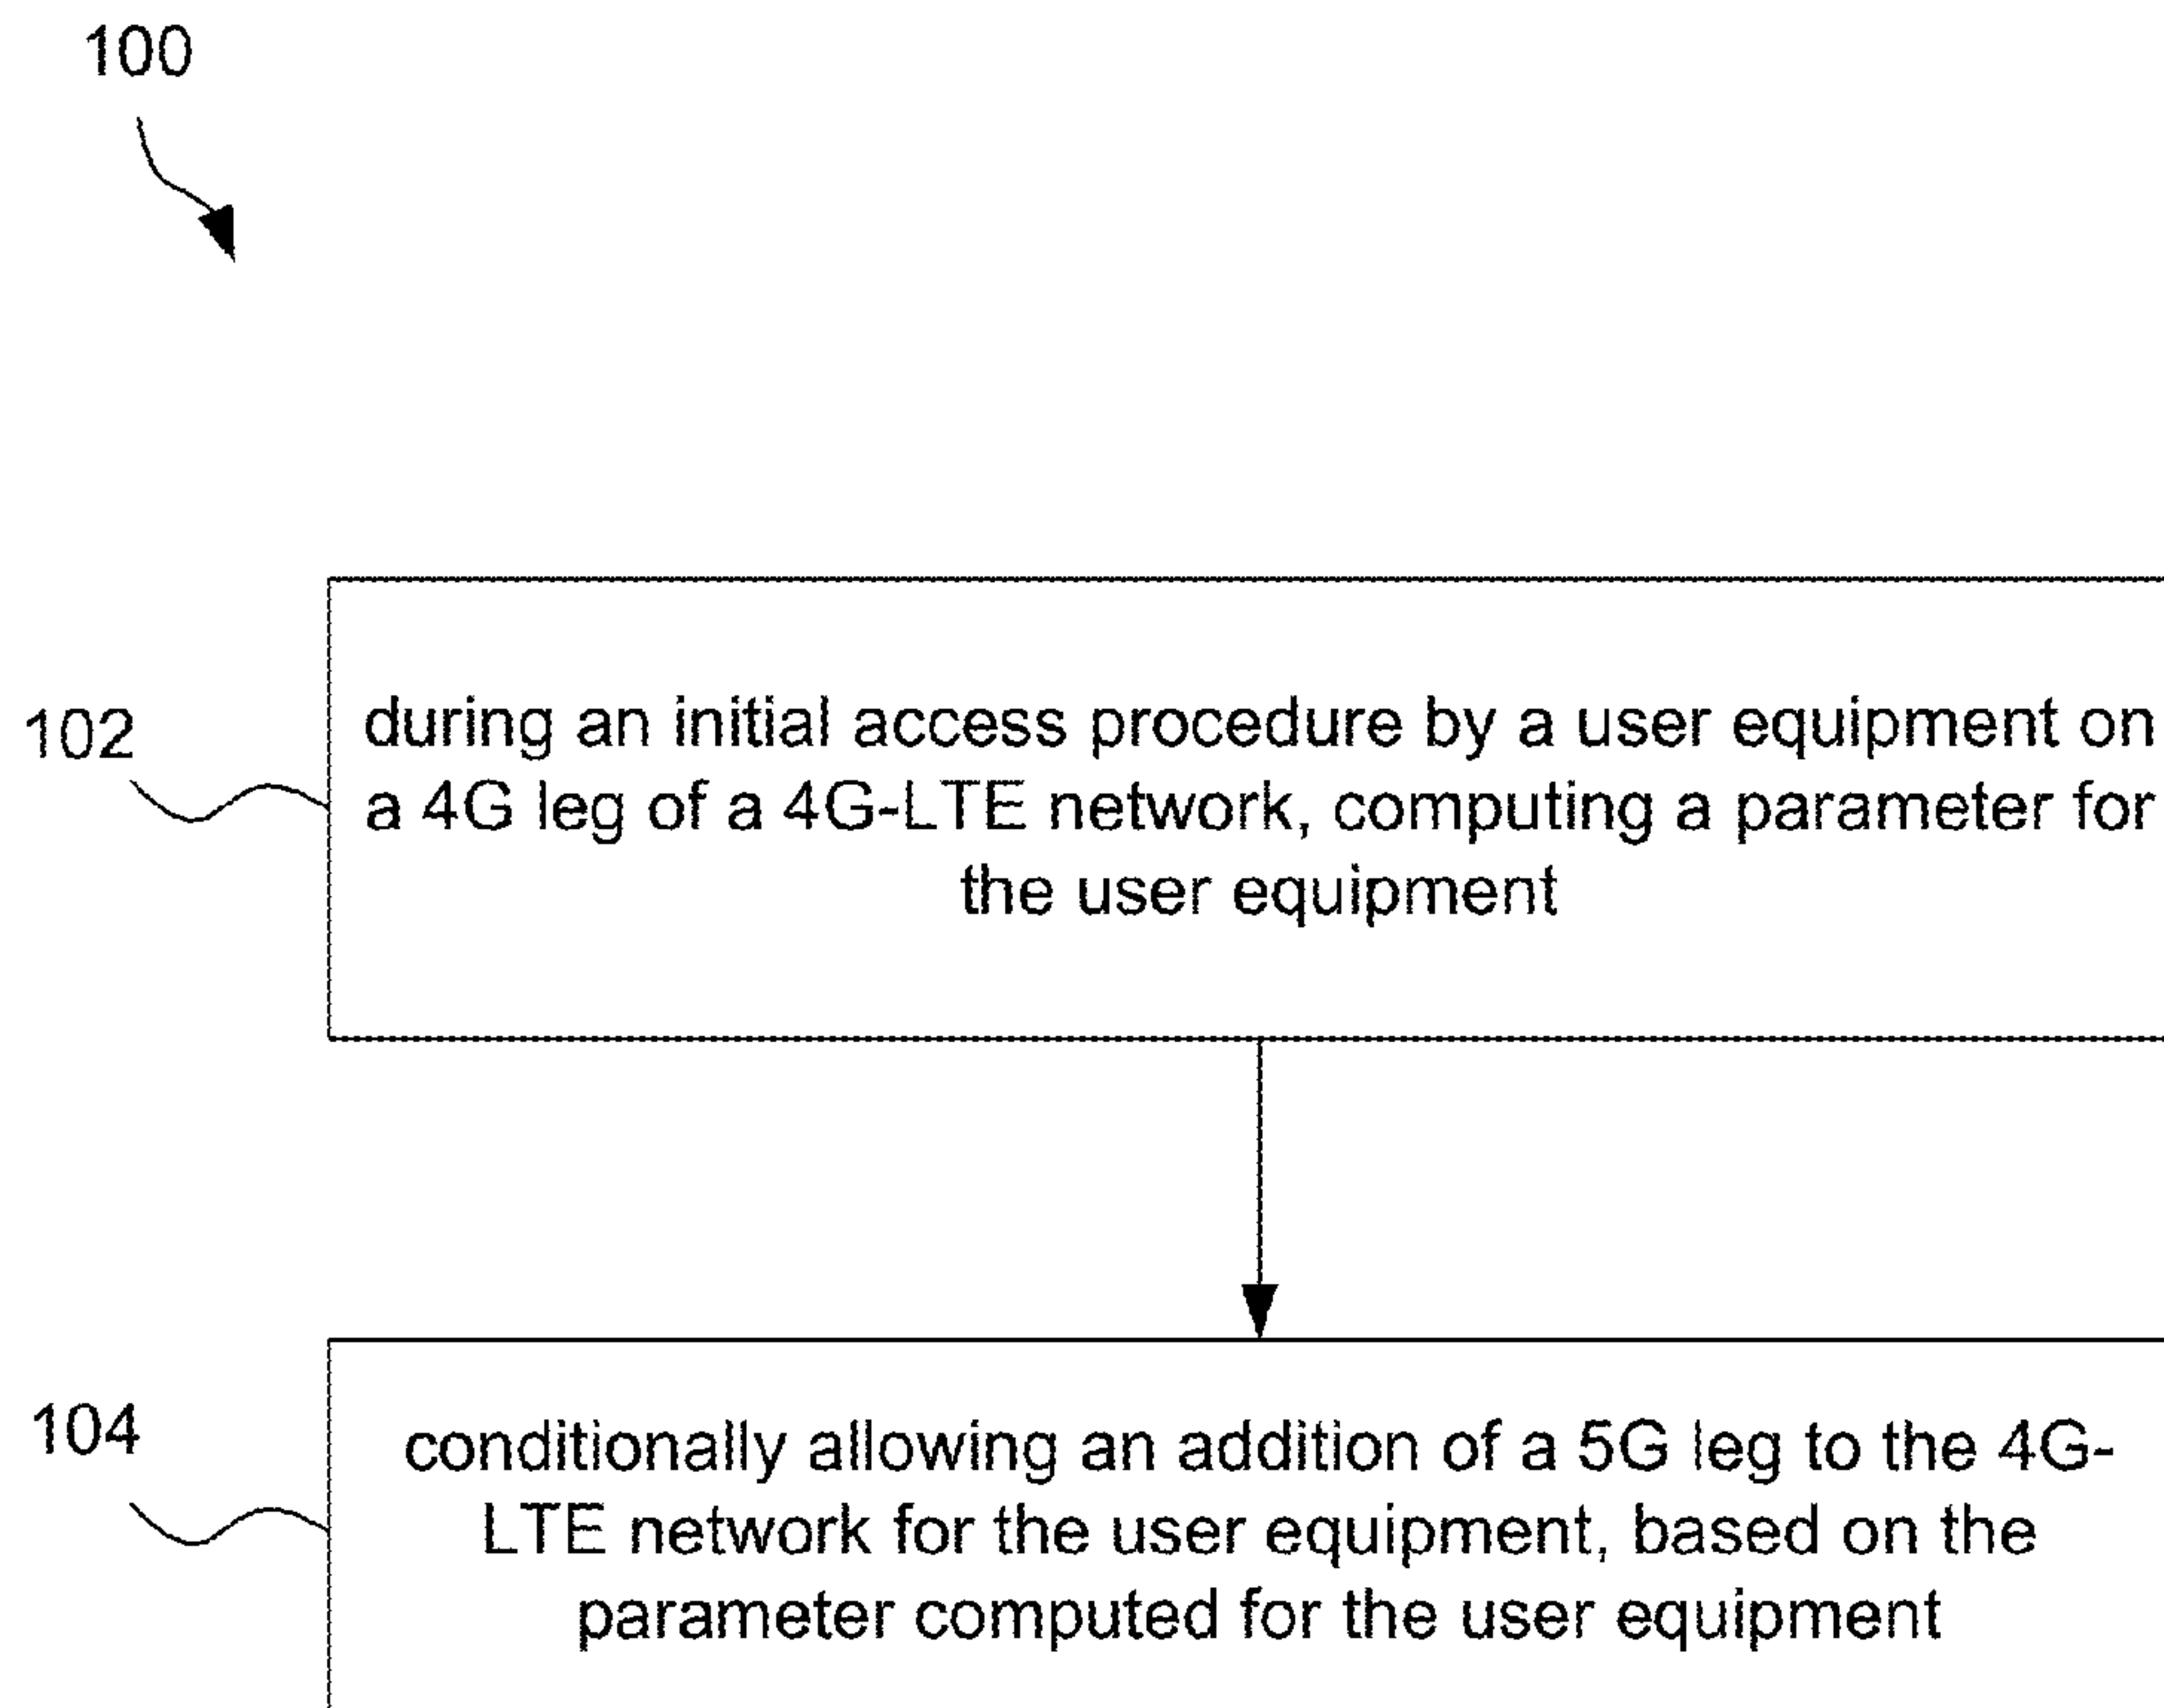 100
102
during an initial access procedure by a user equipment on
a 4G leg of a 4G-LTE network, computing a parameter for
the user equipment
104
conditionally allowing an addition of a 5G leg to the 4G-
LTE network for the user equipment, based on the
parameter computed for the user equipment